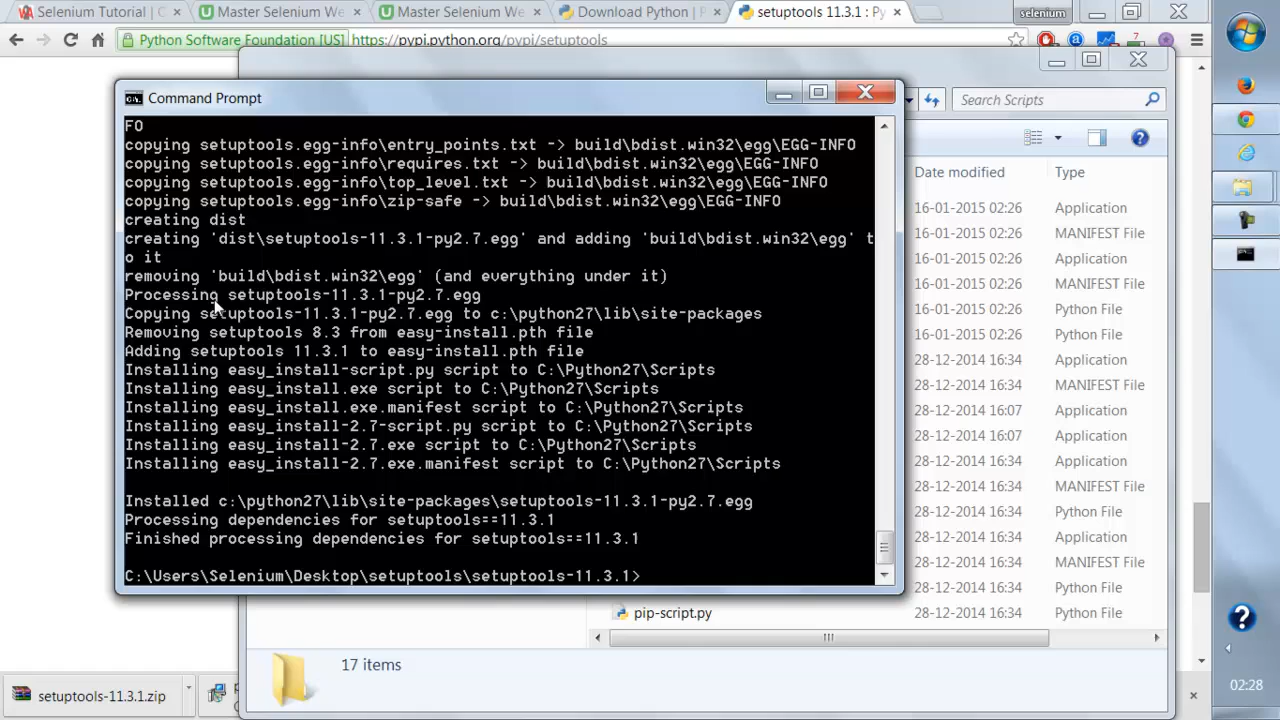 Selenium Tutorial | C
Master Selenium We
Master Selenium We
Download Python | P
setuptools 11.3.1 : Py
selenium
Python Software Foundation [US]
https://pypi.python.org/pypi/setuptools
7
Command Prompt
Search Scripts
FO
copying setuptools.egg-info\entry_points.txt -> build\bdist.win32\egg\EGG-INFO
copying setuptools.egg-info\requires.txt -> build\bdist.win32\egg\EGG-INFO
copying setuptools.egg-info\top_level.txt -> build\bdist.win32\egg\EGG-INFO
copying setuptools.egg-info\zip-safe -> build\bdist.win32\egg\EGG-INFO
creating dist
creating 'dist\setuptools-11.3.1-py2.7.egg' and adding 'build\bdist.win32\egg' t
o it
removing 'build\bdist.win32\egg' (and everything under it)
Processing setuptools-11.3.1-py2.7.egg
Copying setuptools-11.3.1-py2.7.egg to c:\python27\lib\site-packages
Removing setuptools 8.3 from easy-install.pth file
Adding setuptools 11.3.1 to easy-install.pth file
Installing easy_install-script.py script to C:\Python27\Scripts
Installing easy_install.exe script to C:\Python27\Scripts
Installing easy_install.exe.manifest script to C:\Python27\Scripts
Installing easy_install-2.7-script.py script to C:\Python27\Scripts
Installing easy_install-2.7.exe script to C:\Python27\Scripts
Installing easy_install-2.7.exe.manifest script to C:\Python27\Scripts
Installed c:\python27\lib\site-packages\setuptools-11.3.1-py2.7.egg
Processing dependencies for setuptools==11.3.1
Finished processing dependencies for setuptools==11.3.1
C:\Users\Selenium\Desktop\setuptools\setuptools-11.3.1>
Date modified Type
16-01-2015 02:26 Application
16-01-2015 02:26 MANIFEST File
16-01-2015 02:26 Application
16-01-2015 02:26 MANIFEST File
16-01-2015 02:26 Python File
16-01-2015 02:26 Python File
28-12-2014 16:34 Application
28-12-2014 16:34 MANIFEST File
28-12-2014 16:07 Application
28-12-2014 16:07 Application
28-12-2014 16:34 Application
28-12-2014 16:34 MANIFEST File
28-12-2014 16:34 Python File
28-12-2014 16:34 Application
28-12-2014 16:34 MANIFEST File
28-12-2014 16:34 Python File
pip-script.py 28-12-2014 16:34 Python File
17 items
setuptools-11.3.1.zip
02:28